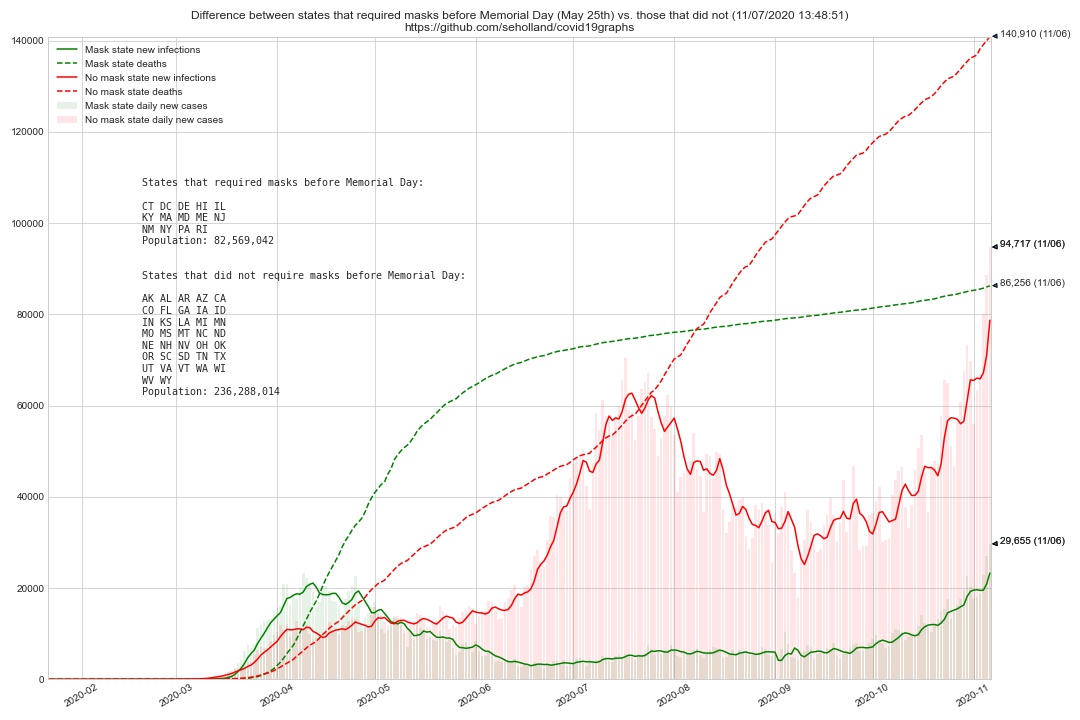 Difference between states that required masks before Memorial Day (May 25th) vs. those that did not (11/07/2020 13:48:51)
https://github.com/seholland/covid19graphs
Mask state new infections
Mask state deaths
No mask state new infections
No mask state deaths
Mask state daily new cases
No mask state daily new cases
States that required masks before Memorial Day:
CT DC DE HI IL
KY MA MD ME NJ
NM NY PA RI
Population: 82,569,042
States that did not require masks before Memorial Day:
AK AL AR AZ CA
CO FL GA IA ID
IN KS LA MI MN
MO MS MT NC ND
NE NH NV OH OK
OR SC SD TN TX
UT VA VT WA WI
WV WY
Population: 236,288,014
140000
120000
100000
80000
60000
40000
20000
0
140,910 (11/06)
94,717 (11/06)
86,256 (11/06)
29,655 (11/06)
2020-02
2020-03
2020-04
2020-05
2020-06
2020-07
2020-08
2020-09
2020-10
2020-11